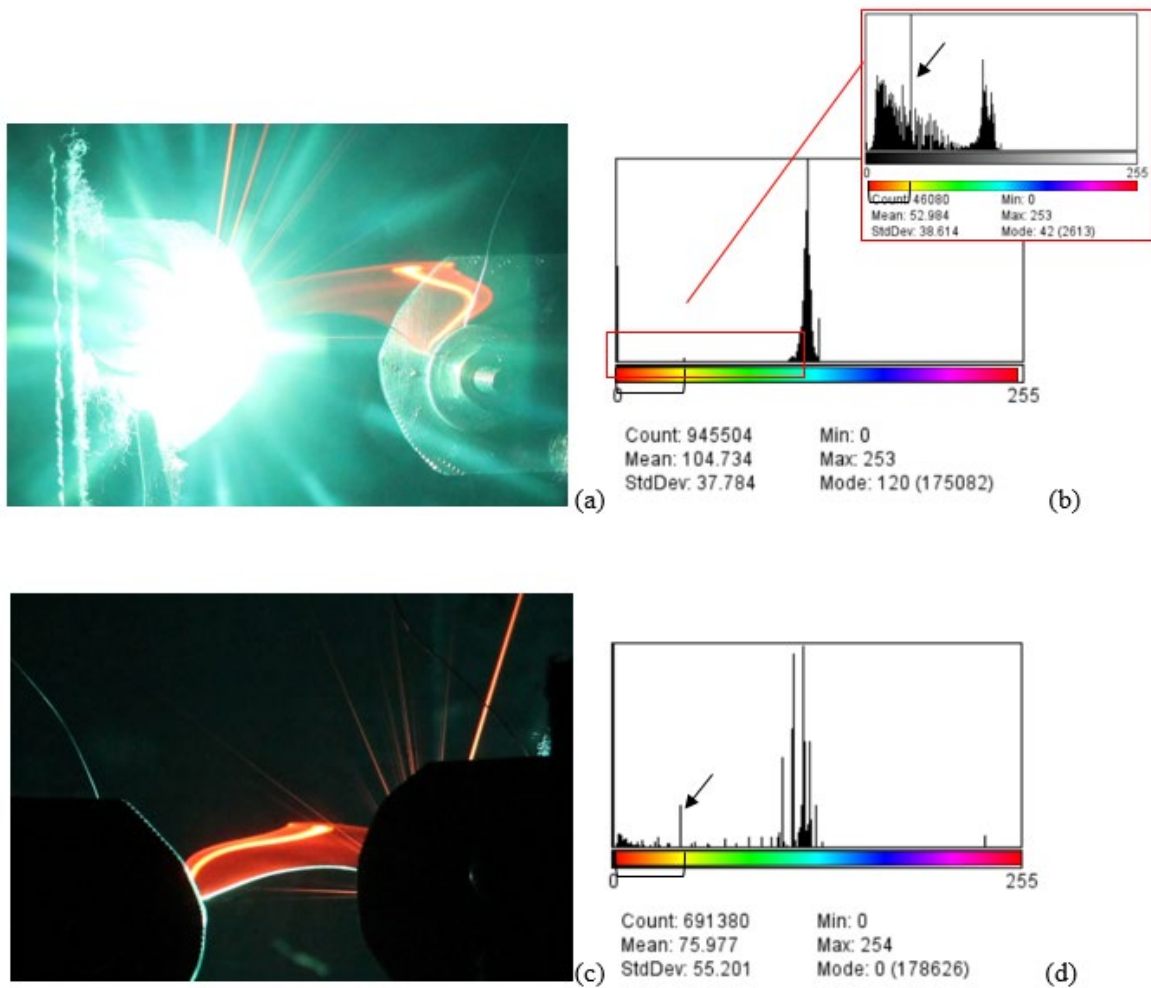 0 255
Count: 46080 Min: 0
Mean: 52.984 Max: 253
StdDev: 38.614 Mode: 42 (2613)
0 255
Count: 945504 Min: 0
Mean: 104.734 Max: 253
StdDev: 37.784 Mode: 120 (175082)
(a) (b)
0 255
Count: 691380 Min: 0
Mean: 75.977 Max: 254
StdDev: 55.201 Mode: 0 (178626)
(c) (d)